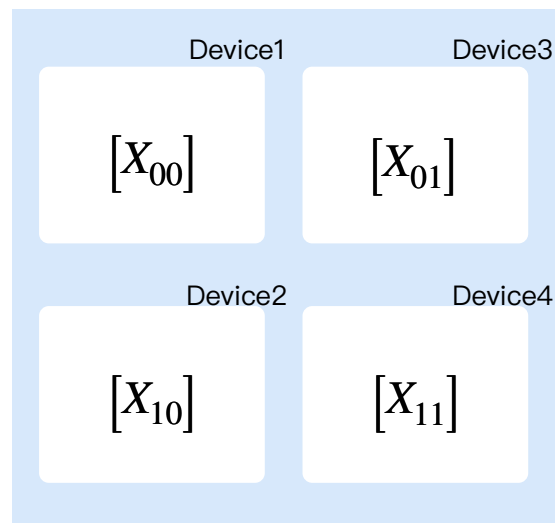 Device1 Device3
[X₀₀] [X₀₁]
Device2 Device4
[X₁₀] [X₁₁]